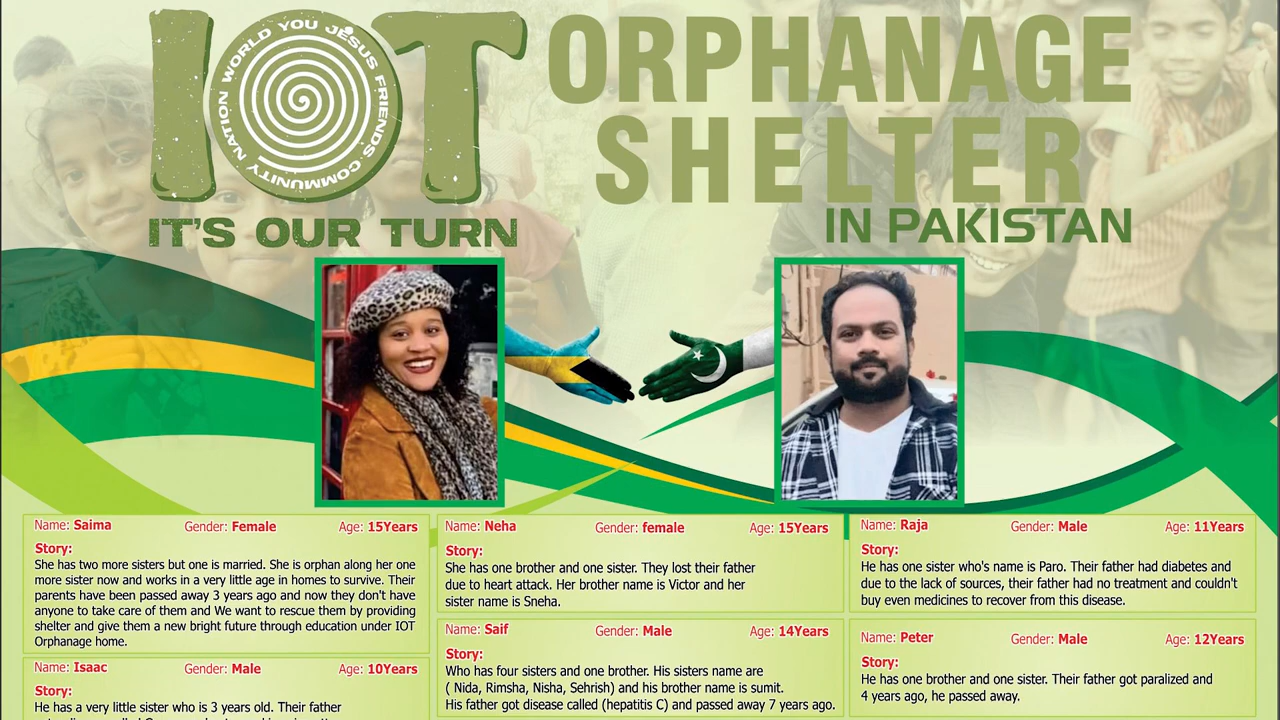 IOT
NATION WORLD YOU JESUS FRIENDS COMMUNITY
IT'S OUR TURN
ORPHANAGE
SHELTER
IN PAKISTAN
Name: Saima Gender: Female Age: 15Years
Story:
She has two more sisters but one is married. She is orphan along her one
more sister now and works in a very little age in homes to survive. Their
parents have been passed away 3 years ago and now they don't have
anyone to take care of them and We want to rescue them by providing
shelter and give them a new bright future through education under IOT
Orphanage home.
Name: Isaac Gender: Male Age: 10Years
Story:
He has a very little sister who is 3 years old. Their father
Name: Neha Gender: female Age: 15Years
Story:
She has one brother and one sister. They lost their father
due to heart attack. Her brother name is Victor and her
sister name is Sneha.
Name: Saif Gender: Male Age: 14Years
Story:
Who has four sisters and one brother. His sisters name are
( Nida, Rimsha, Nisha, Sehrish) and his brother name is sumit.
His father got disease called (hepatitis C) and passed away 7 years ago.
Name: Raja Gender: Male Age: 11Years
Story:
He has one sister who's name is Paro. Their father had diabetes and
due to the lack of sources, their father had no treatment and couldn't
buy even medicines to recover from this disease.
Name: Peter Gender: Male Age: 12Years
Story:
He has one brother and one sister. Their father got paralized and
4 years ago, he passed away.